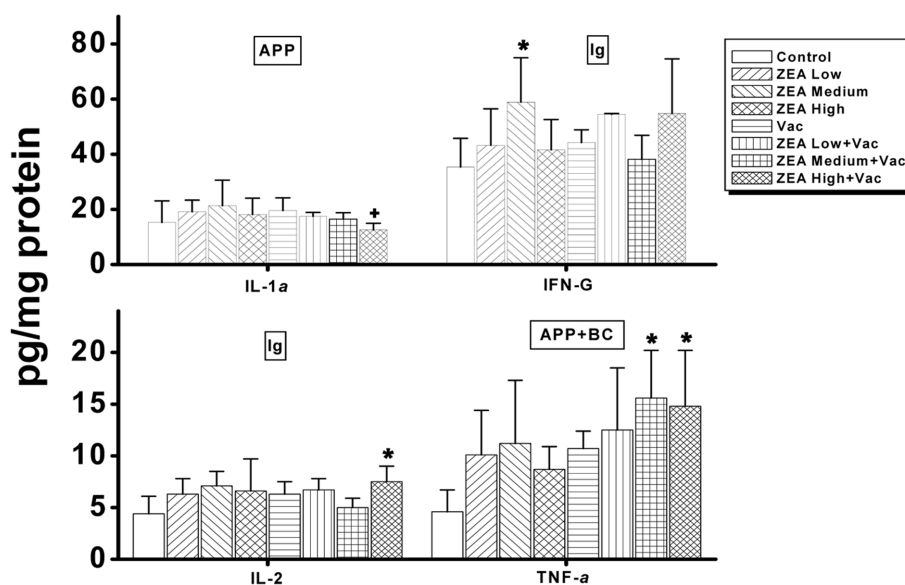 pg/mg protein
80
60
40
20
0
APP
*
Ig
+
IL-1a
IFN-G
Control
ZEA Low
ZEA Medium
ZEA High
Vac
ZEA Low+Vac
ZEA Medium+Vac
ZEA High+Vac
20
15
10
5
0
Ig
APP+BC
*
*
*
IL-2
TNF-a